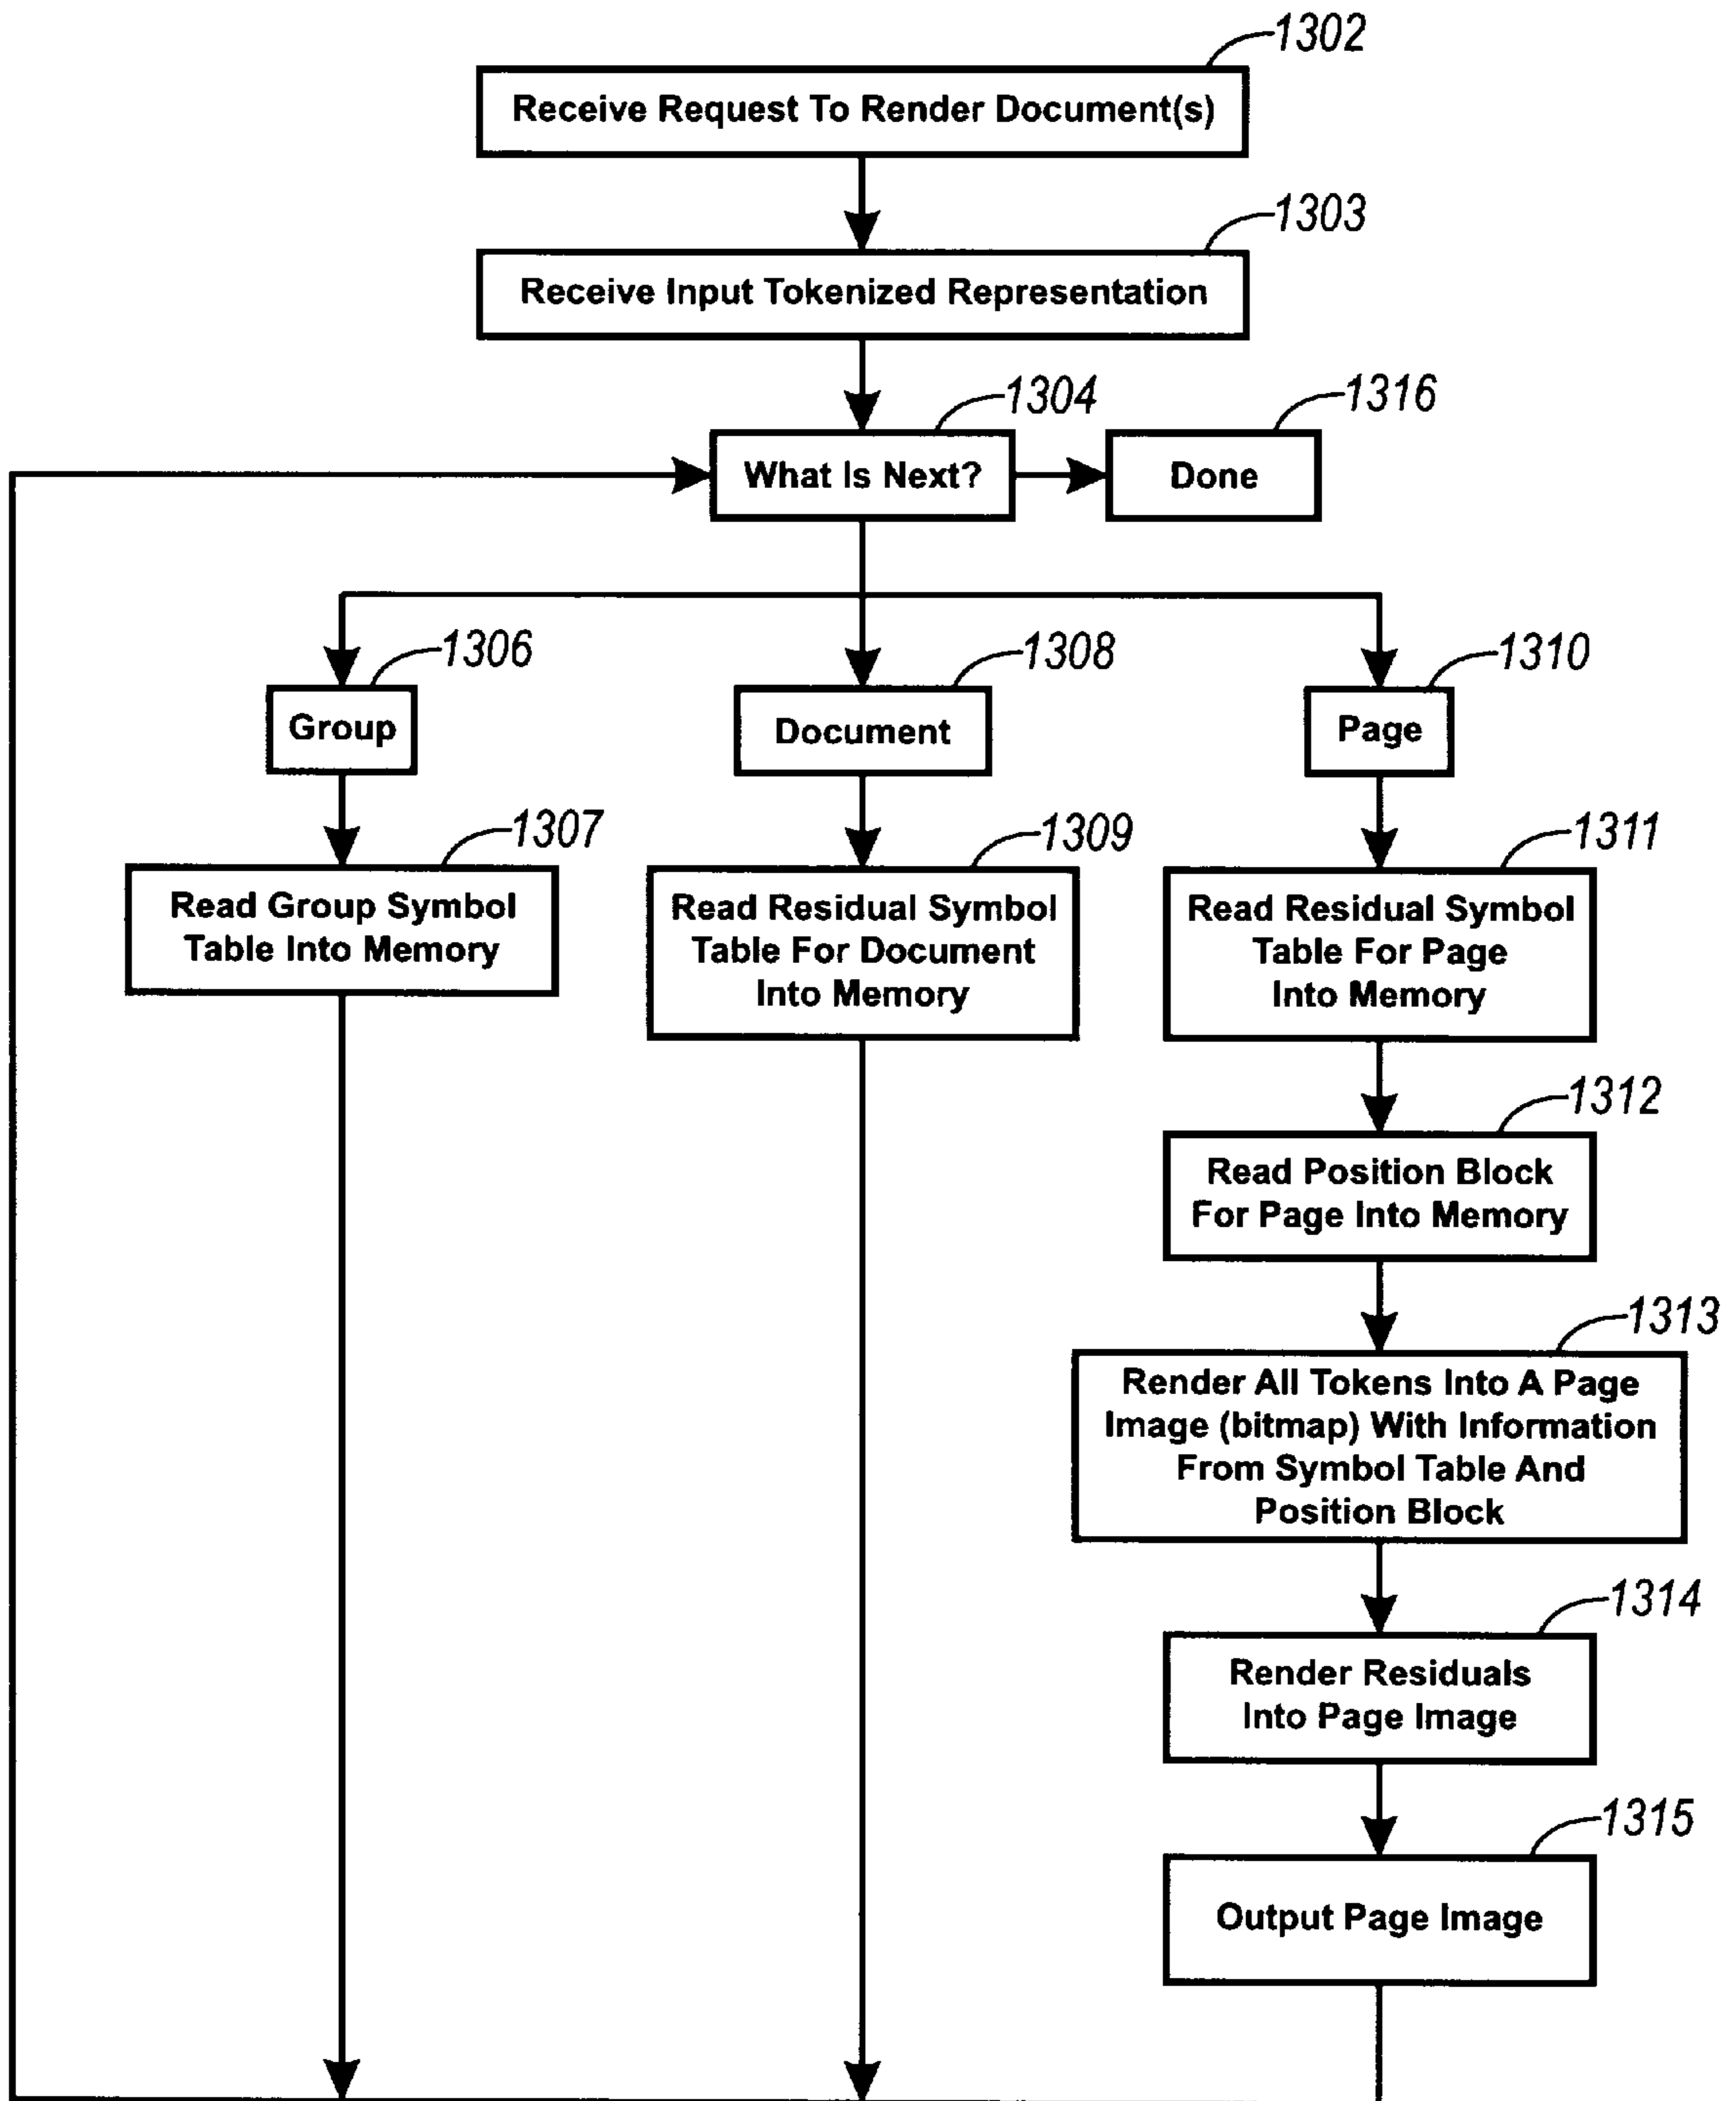 1302
Receive Request To Render Document(s)
1303
Receive Input Tokenized Representation
1304
1316
What Is Next?
Done
1306
1308
1310
Group
Document
Page
1307
1309
1311
Read Group Symbol
Table Into Memory
Read Residual Symbol
Table For Document
Into Memory
Read Residual Symbol
Table For Page
Into Memory
1312
Read Position Block
For Page Into Memory
1313
Render All Tokens Into A Page
Image (bitmap) With Information
From Symbol Table And
Position Block
1314
Render Residuals
Into Page Image
1315
Output Page Image